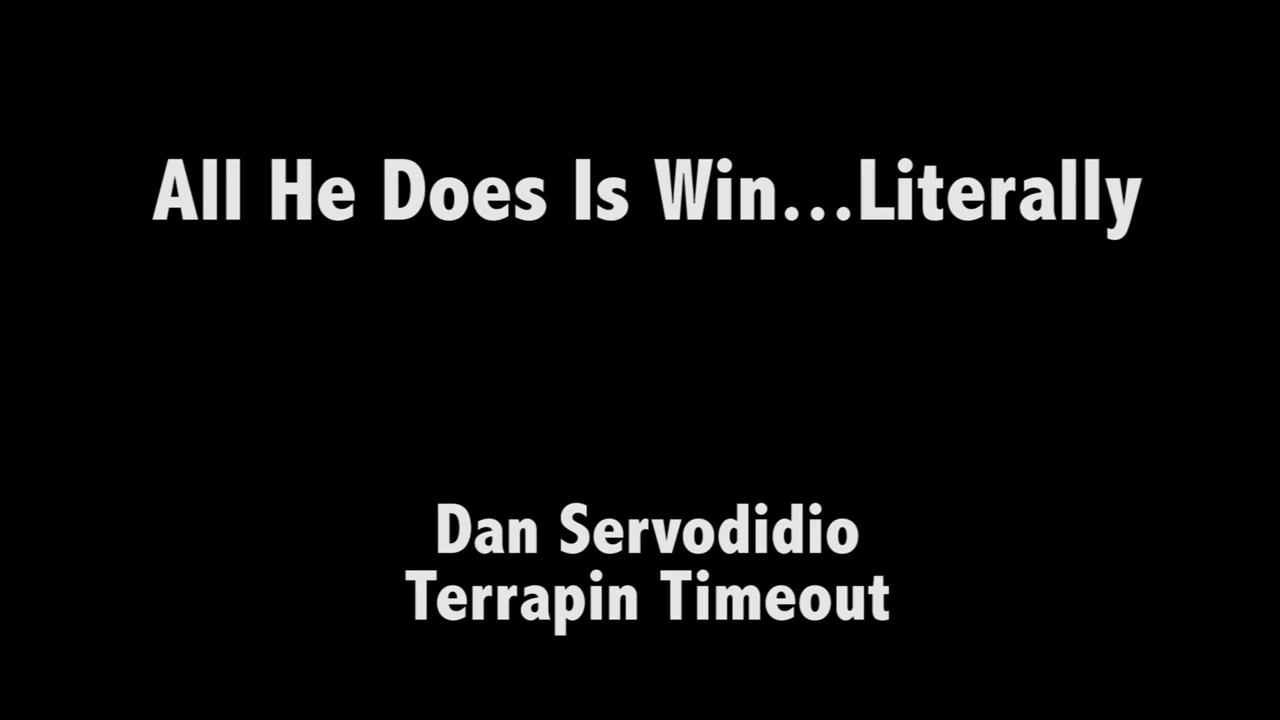 All He Does Is Win...Literally
Dan Servodidio
Terrapin Timeout